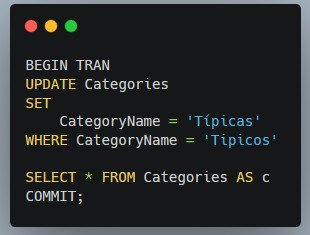 BEGIN TRAN
UPDATE Categories
SET
    CategoryName = 'Típicas'
WHERE CategoryName = 'Tipicos'

SELECT * FROM Categories AS c
COMMIT;